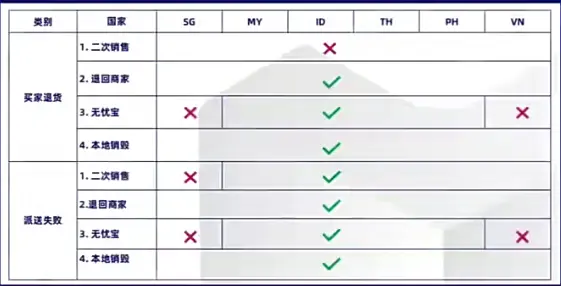 类别 国家 SG MY ID TH PH VN
买家退货
1. 二次销售
2. 退回商家
3. 无忧宝
4. 本地销毁
派送失败
1. 二次销售
2.退回商家
3. 无忧宝
4. 本地销毁